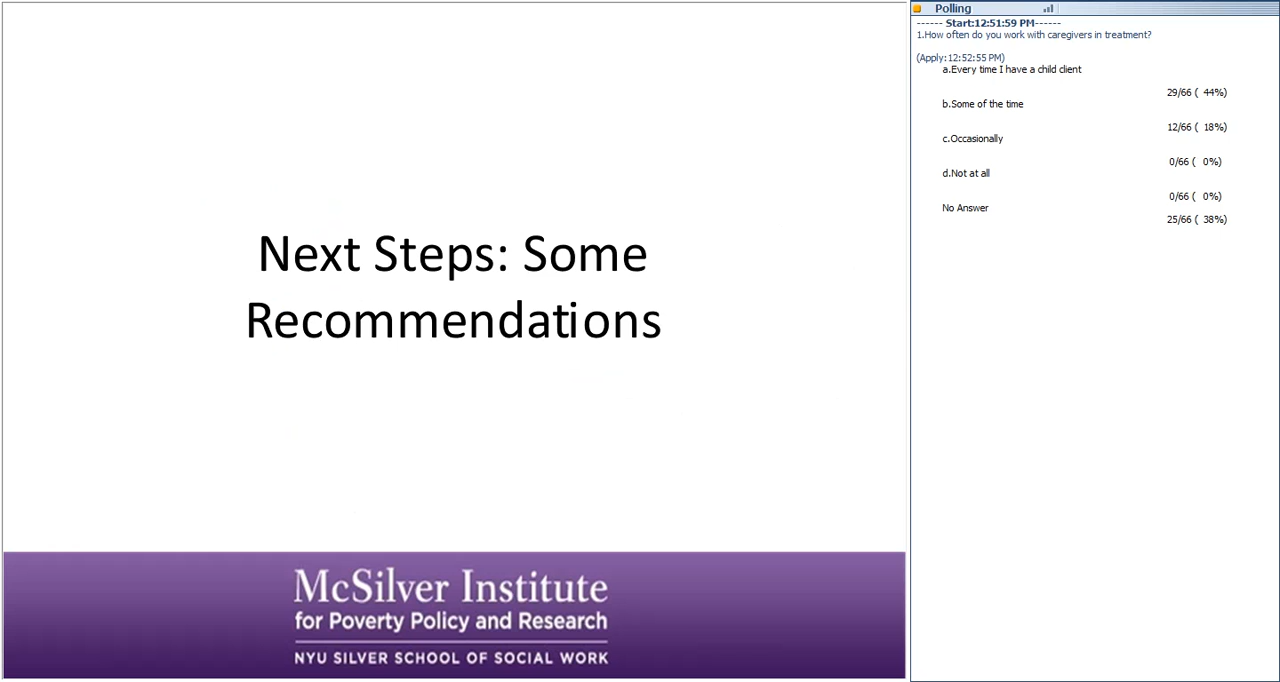 Next Steps: Some
Recommendations
McSilver Institute
for Poverty Policy and Research
NYU SILVER SCHOOL OF SOCIAL WORK
Polling
------ Start:12:51:59 PM------
1.How often do you work with caregivers in treatment?
(Apply:12:52:55 PM)
a.Every time I have a child client
29/66 ( 44%)
b.Some of the time
12/66 ( 18%)
c.Occasionally
0/66 ( 0%)
d.Not at all
0/66 ( 0%)
No Answer
25/66 ( 38%)